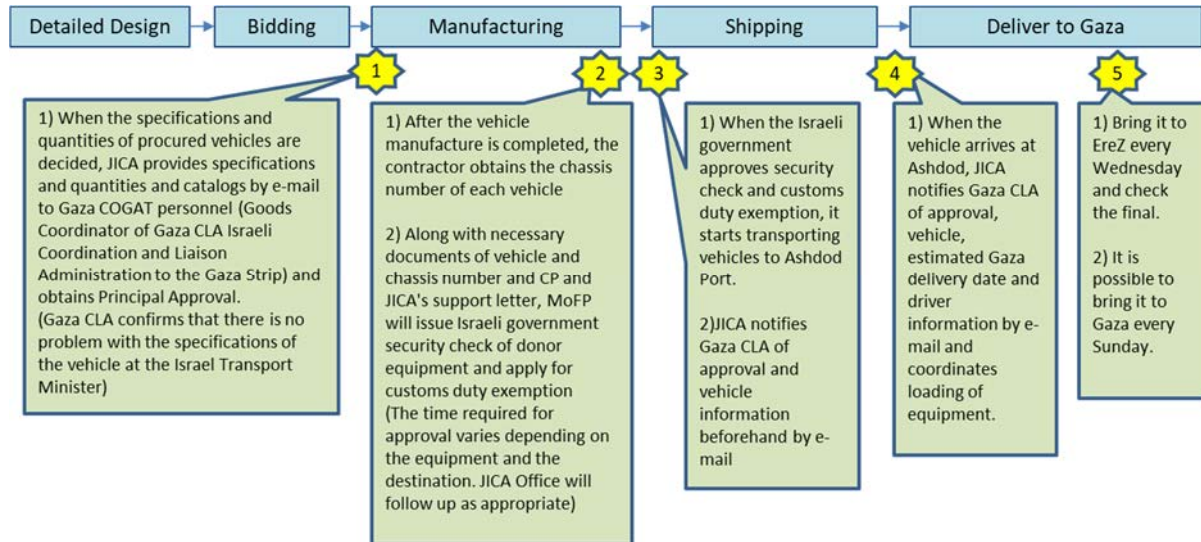 Detailed Design
Bidding
Manufacturing
Shipping
Deliver to Gaza
1
2
3
4
5
1) When the specifications and
quantities of procured vehicles are
decided, JICA provides specifications
and quantities and catalogs by e-mail
to Gaza COGAT personnel (Goods
Coordinator of Gaza CLA Israeli
Coordination and Liaison
Administration to the Gaza Strip) and
obtains Principal Approval.
(Gaza CLA confirms that there is no
problem with the specifications of
the vehicle at the Israel Transport
Minister)
1) After the vehicle
manufacture is completed, the
contractor obtains the chassis
number of each vehicle
2) Along with necessary
documents of vehicle and
chassis number and CP and
JICA's support letter, MoFP
will issue Israeli government
security check of donor
equipment and apply for
customs duty exemption
(The time required for
approval varies depending on
the equipment and the
destination. JICA Office will
follow up as appropriate)
1) When the Israeli
government
approves security
check and customs
duty exemption, it
starts transporting
vehicles to Ashdod
Port.
2)JICA notifies
Gaza CLA of
approval and
vehicle
information
beforehand by e-
mail
1) When the
vehicle arrives at
Ashdod, JICA
notifies Gaza CLA
of approval,
vehicle,
estimated Gaza
delivery date and
driver
information by e-
mail and
coordinates
loading of
equipment.
1) Bring it to
EreZ every
Wednesday
and check
the final.
2) It is
possible to
bring it to
Gaza every
Sunday.